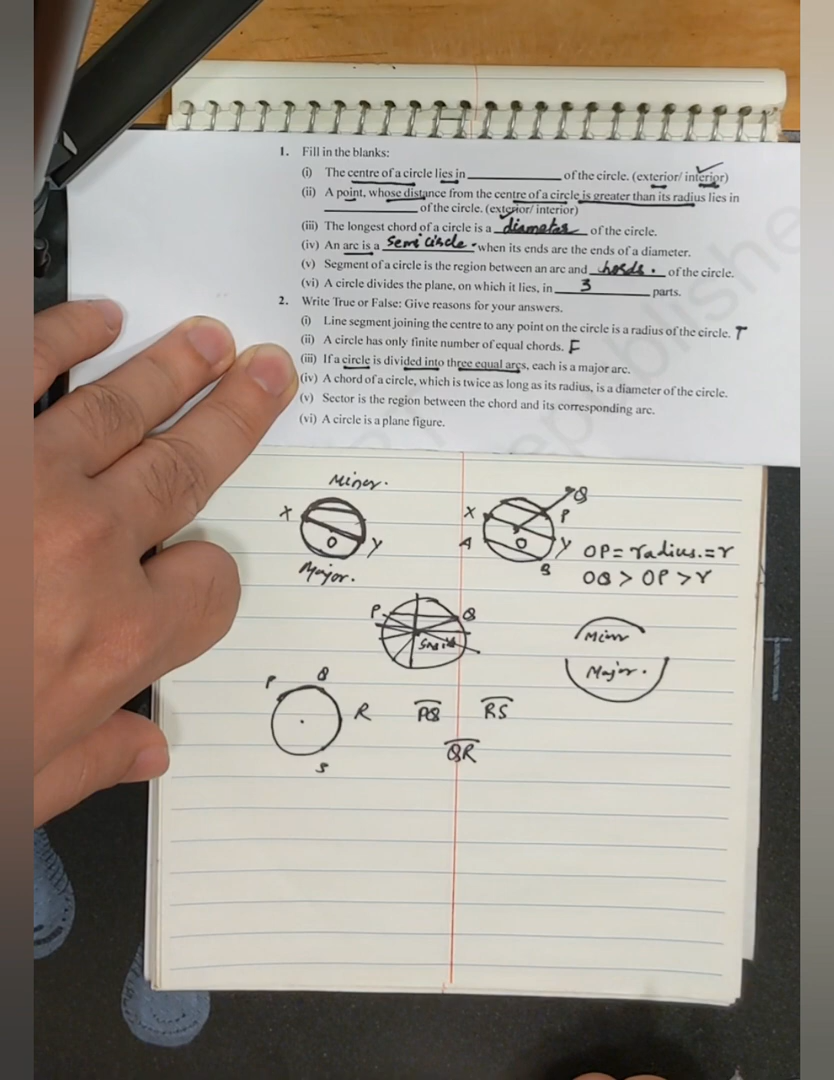 1. Fill in the blanks:
(i) The centre of a circle lies in ____________ of the circle. (exterior/ interior)
(ii) A point, whose distance from the centre of a circle is greater than its radius lies in
____________ of the circle. (exterior/ interior)
(iii) The longest chord of a circle is a diameter of the circle.
(iv) An arc is a Semi circle when its ends are the ends of a diameter.
(v) Segment of a circle is the region between an arc and chords. of the circle.
(vi) A circle divides the plane, on which it lies, in 3 parts.
2. Write True or False: Give reasons for your answers.
(i) Line segment joining the centre to any point on the circle is a radius of the circle. T
(ii) A circle has only finite number of equal chords. F
(iii) If a circle is divided into three equal arcs, each is a major arc.
(iv) A chord of a circle, which is twice as long as its radius, is a diameter of the circle.
(v) Sector is the region between the chord and its corresponding arc.
(vi) A circle is a plane figure.
Minor.
X
O
Y
Major.
X
Q
P
A
O
Y
B
OP = radius. = r
OQ > OP > r
P
Q
Minor
Major.
P
Q
R
S
PQ RS
QR